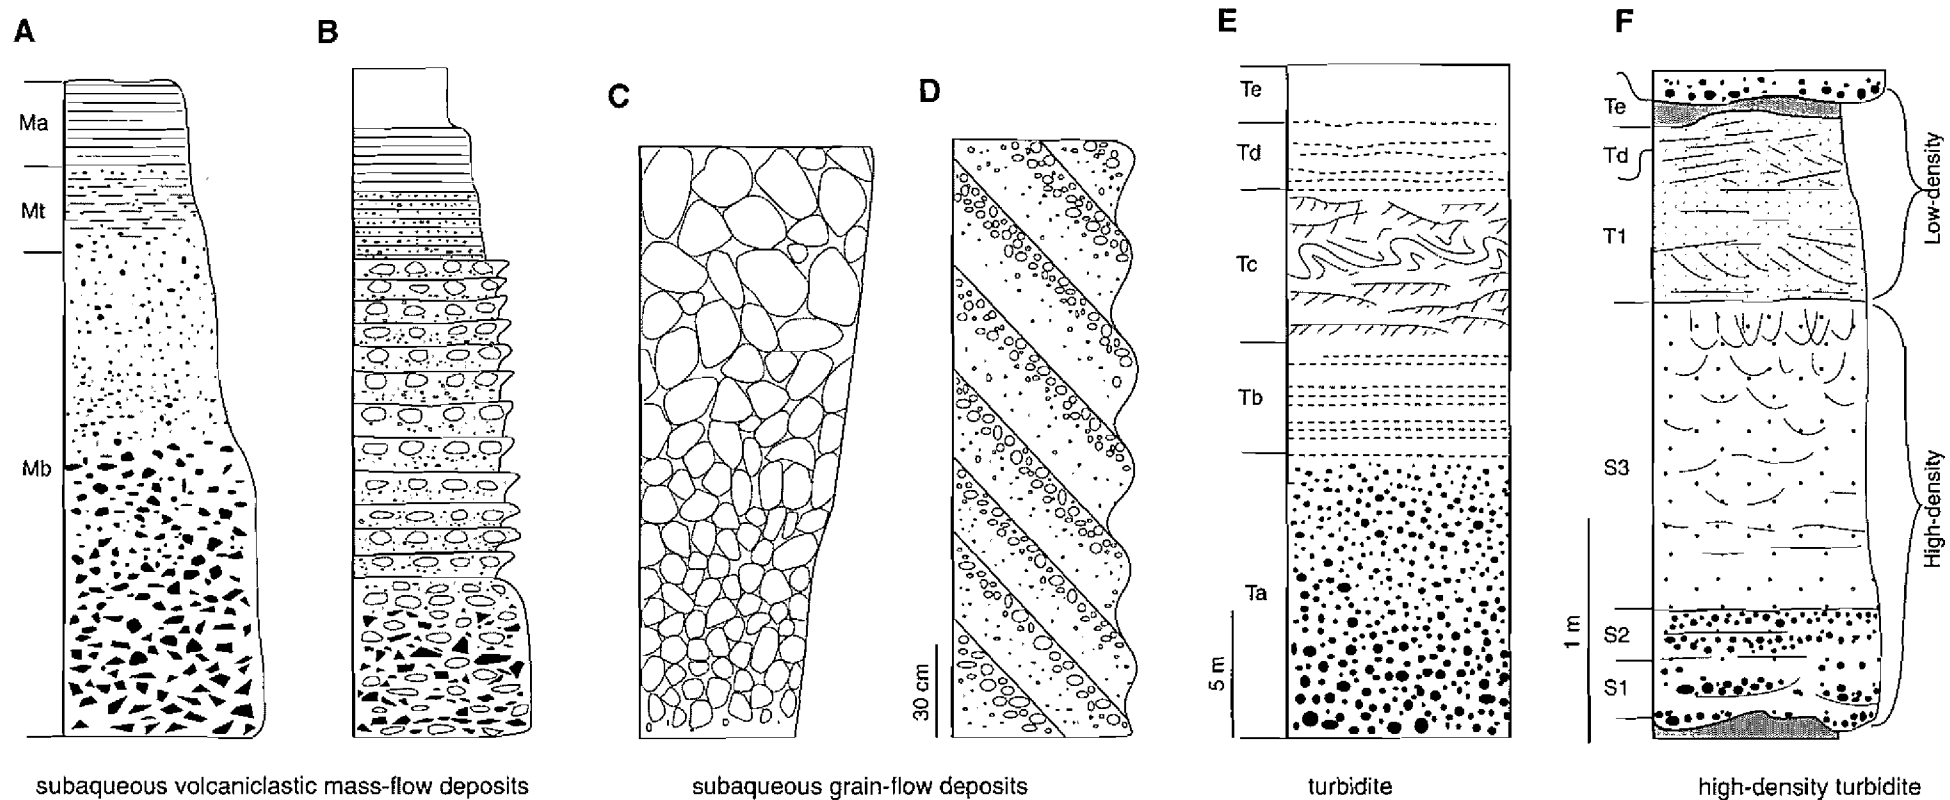 A
B
C
D
E
F
Ma
Mt
Mb
30 cm
Te
Td
Tc
Tb
Ta
5 m
Te
Td
T1
S3
S2
S1
1 m
Low-density
High-density
subaqueous volcaniclastic mass-flow deposits
subaqueous grain-flow deposits
turbidite
high-density turbidite